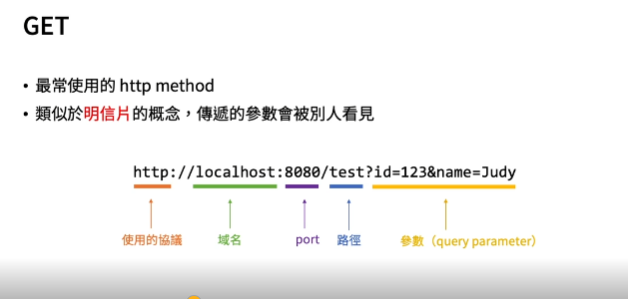 GET
• 最常使用的 http method
• 類似於明信片的概念，傳遞的參數會被別人看見
http://localhost:8080/test?id=123&name=Judy
使用的協議 域名 port 路徑 參數（query parameter）